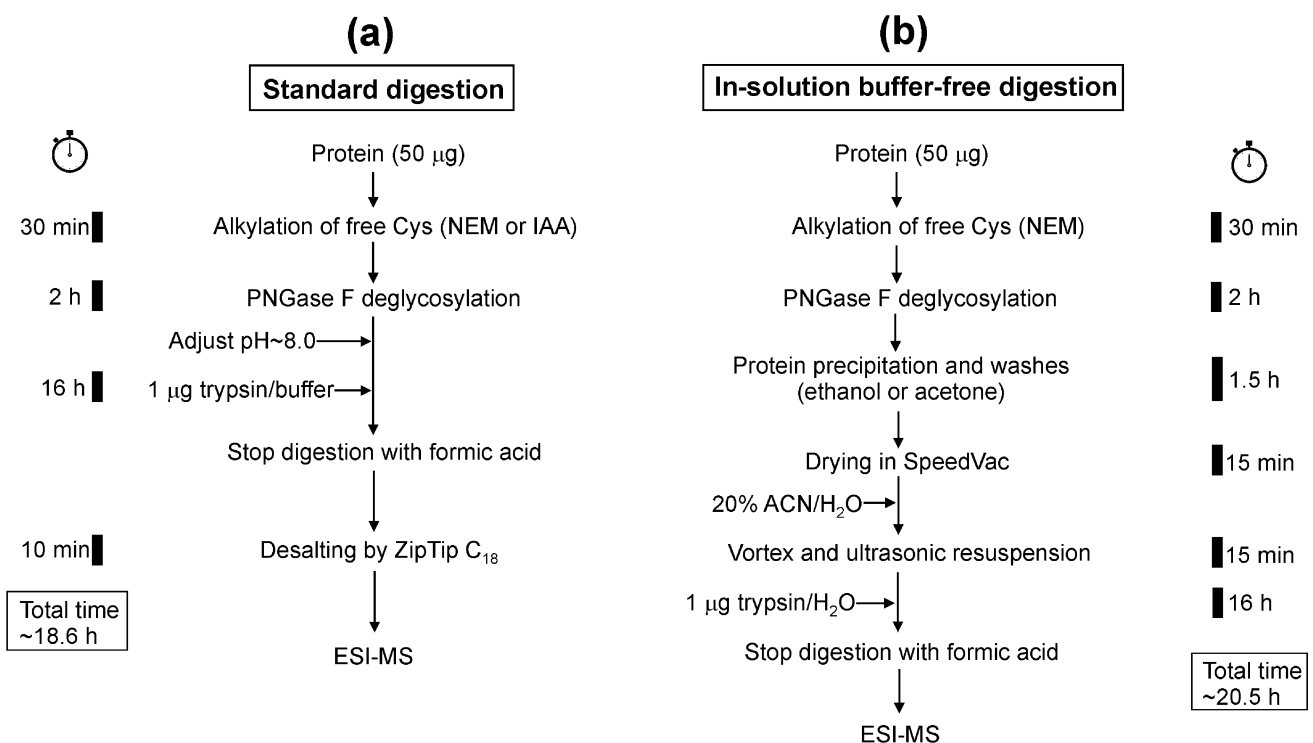 (a)
Standard digestion
Protein (50 μg)
30 min
Alkylation of free Cys (NEM or IAA)
2 h
PNGase F deglycosylation
Adjust pH~8.0
16 h
1 μg trypsin/buffer
Stop digestion with formic acid
10 min
Desalting by ZipTip C₁₈
Total time
~18.6 h
ESI-MS
(b)
In-solution buffer-free digestion
Protein (50 μg)
Alkylation of free Cys (NEM)
30 min
PNGase F deglycosylation
2 h
Protein precipitation and washes
(ethanol or acetone)
1.5 h
Drying in SpeedVac
15 min
20% ACN/H₂O
Vortex and ultrasonic resuspension
15 min
1 μg trypsin/H₂O
16 h
Stop digestion with formic acid
Total time
~20.5 h
ESI-MS